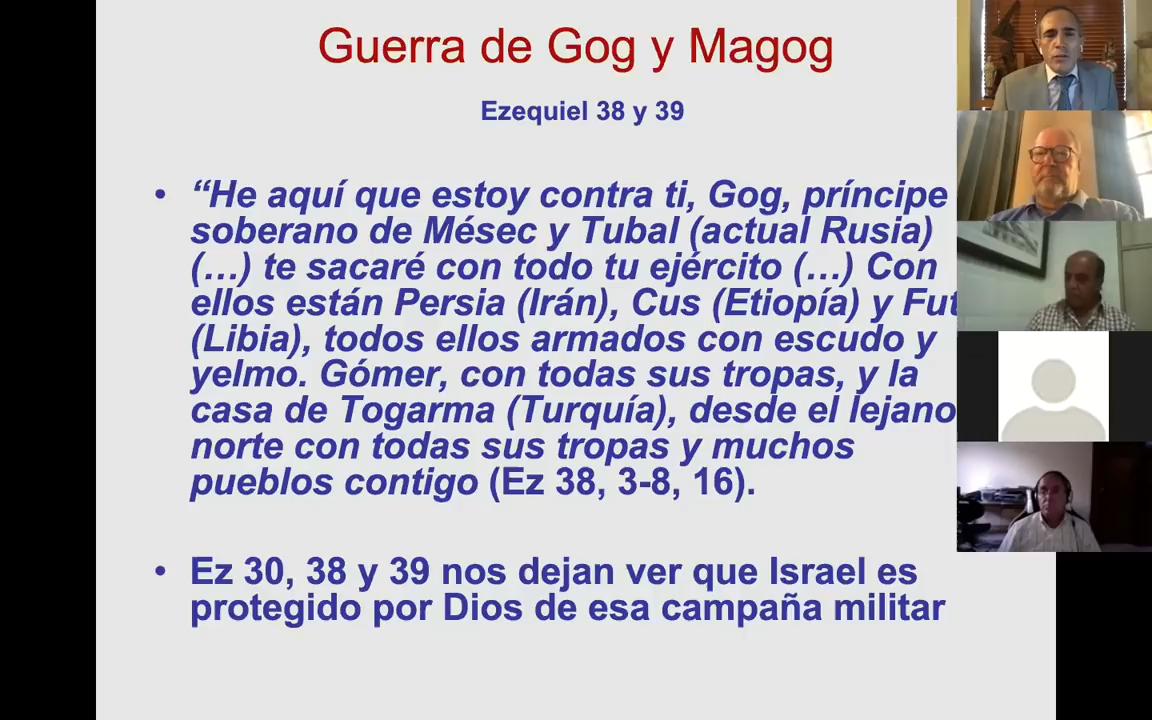 Guerra de Gog y Magog
Ezequiel 38 y 39
• “He aquí que estoy contra ti, Gog, príncipe
soberano de Mésec y Tubal (actual Rusia)
(…) te sacaré con todo tu ejército (…) Con
ellos están Persia (Irán), Cus (Etiopía) y Fut
(Libia), todos ellos armados con escudo y
yelmo. Gómer, con todas sus tropas, y la
casa de Togarma (Turquía), desde el lejano
norte con todas sus tropas y muchos
pueblos contigo (Ez 38, 3-8, 16).
• Ez 30, 38 y 39 nos dejan ver que Israel es
protegido por Dios de esa campaña militar